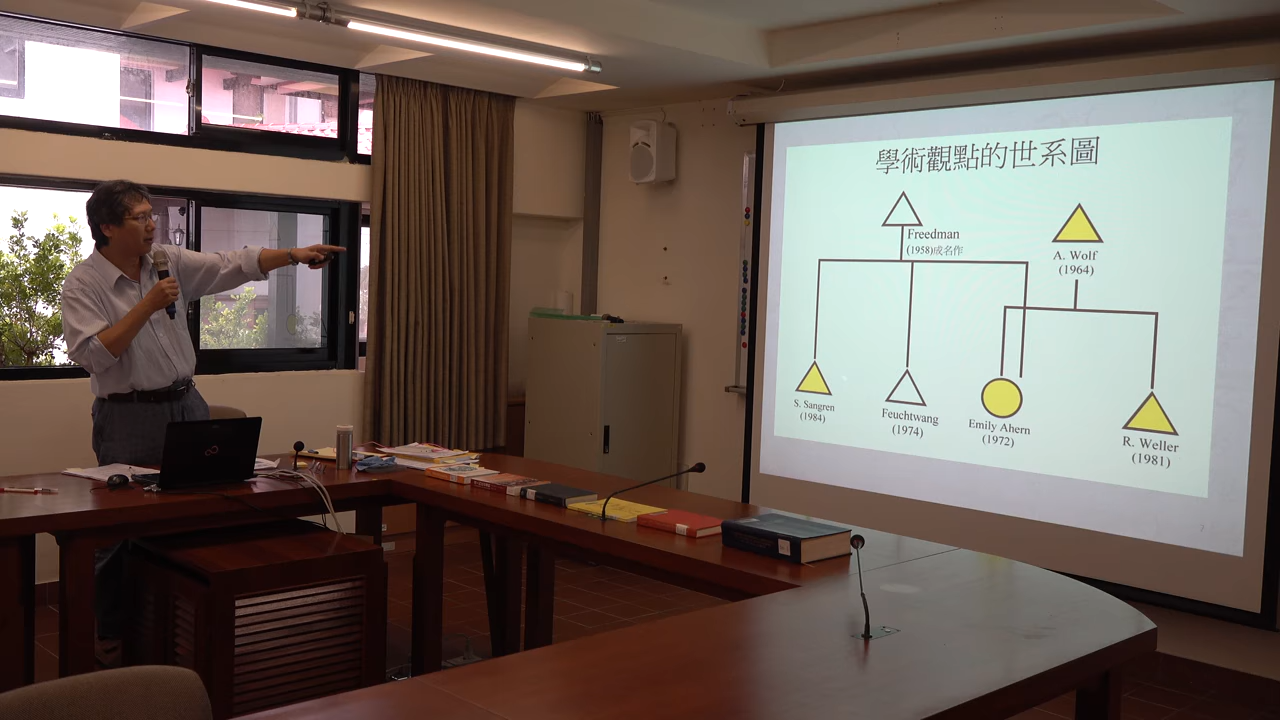 學術觀點的世系圖
Freedman
(1958)成名作
A. Wolf
(1964)
S. Sangren
(1984)
Feuchtwang
(1974)
Emily Ahern
(1972)
R. Weller
(1981)
7